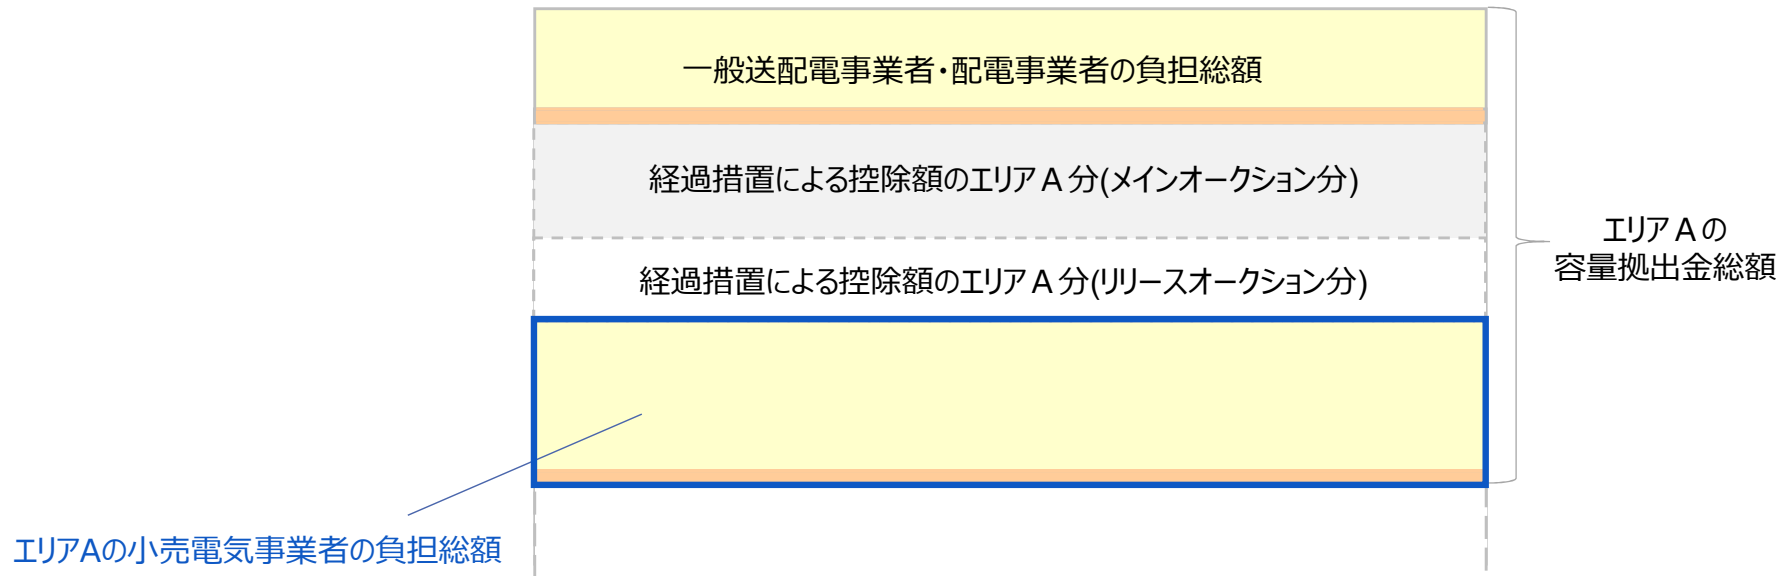 一般送配電事業者・配電事業者の負担総額
経過措置による控除額のエリアＡ分(メインオークション分)
経過措置による控除額のエリアＡ分(リリースオークション分)
エリアＡの
容量拠出金総額
エリアAの小売電気事業者の負担総額